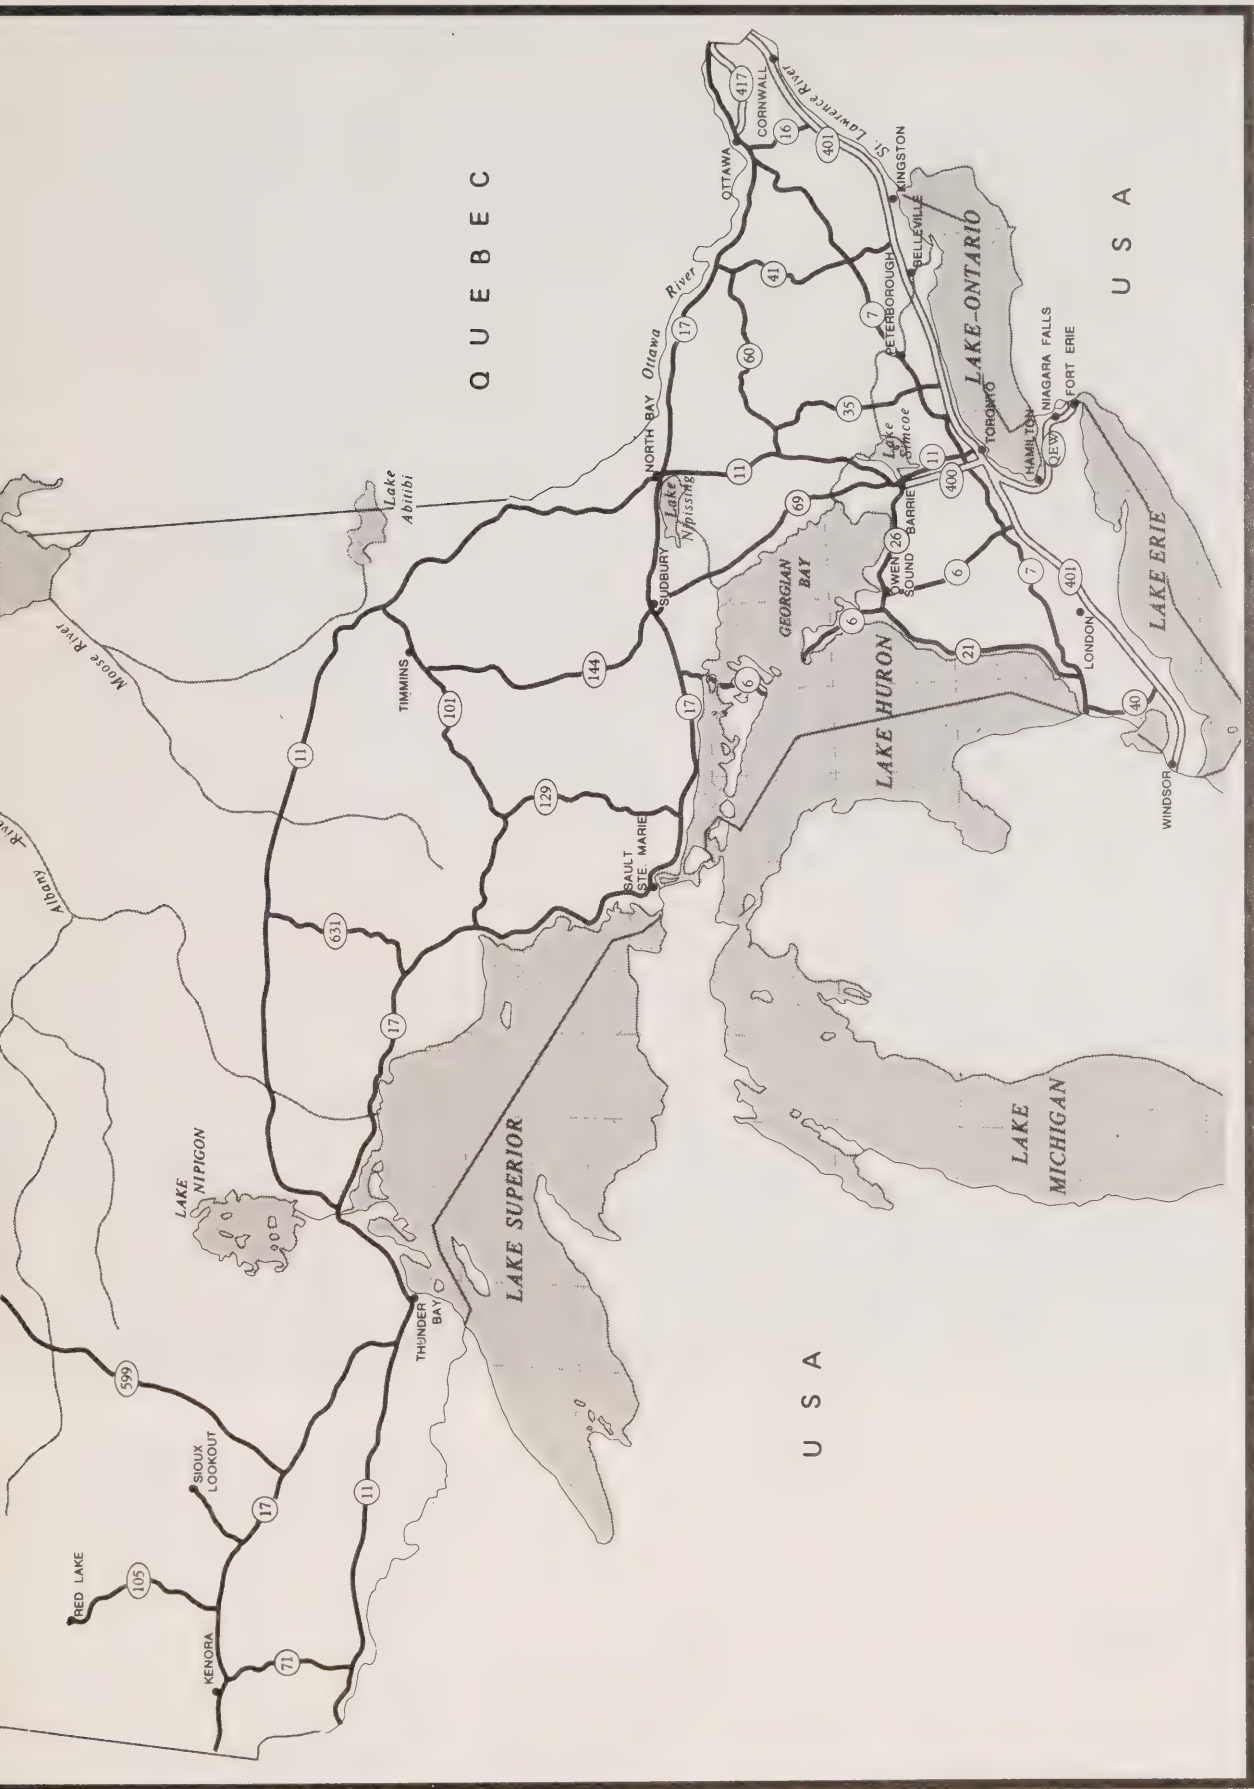 RED LAKE
105
KENORA
71
SIOUX
LOOKOUT
17
599
11
THUNDER
BAY
LAKE
NIPIGON
LAKE SUPERIOR
17
631
Albany
River
11
Moose River
101
TIMMINS
129
144
SAULT
STE. MARIE
17
SUDBURY
6
Lake
Abitibi
QUEBEC
NORTH BAY
Lake
Nipissing
Ottawa
River
17
11
69
60
35
41
7
OTTAWA
417
CORNWALL
16
401
St. Lawrence River
KINGSTON
BELLEVILLE
PETERBOROUGH
Lake
Simcoe
11
400
BARRIE
26
OWEN
SOUND
GEORGIAN
BAY
6
6
LAKE HURON
21
7
401
LONDON
40
WINDSOR
LAKE ERIE
TORONTO
HAMILTON
QEW
NIAGARA FALLS
FORT ERIE
LAKE-ONTARIO
USA
LAKE
MICHIGAN
USA